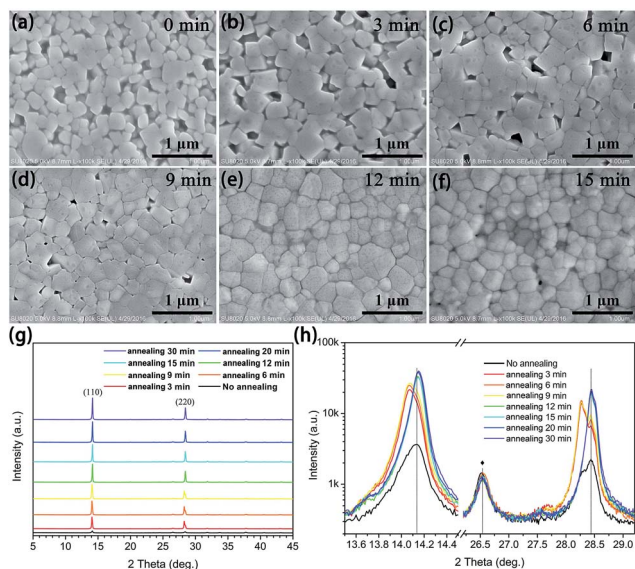 (a) 0 min
1 µm
(b) 3 min
1 µm
(c) 6 min
1 µm
(d) 9 min
1 µm
(e) 12 min
1 µm
(f) 15 min
1 µm
(g)
annealing 30 min
annealing 20 min
annealing 15 min
annealing 12 min
annealing 9 min
annealing 6 min
annealing 3 min
No annealing
(110)
(220)
Intensity (a.u.)
5 10 15 20 25 30 35 40 45
2 Theta (deg.)
(h)
100k
10k
1k
No annealing
annealing 3 min
annealing 6 min
annealing 9 min
annealing 12 min
annealing 15 min
annealing 20 min
annealing 30 min
Intensity (a.u.)
13.6 13.8 14.0 14.2 14.4 26.5 27.0 27.5 28.0 28.5 29.0
2 Theta (deg.)